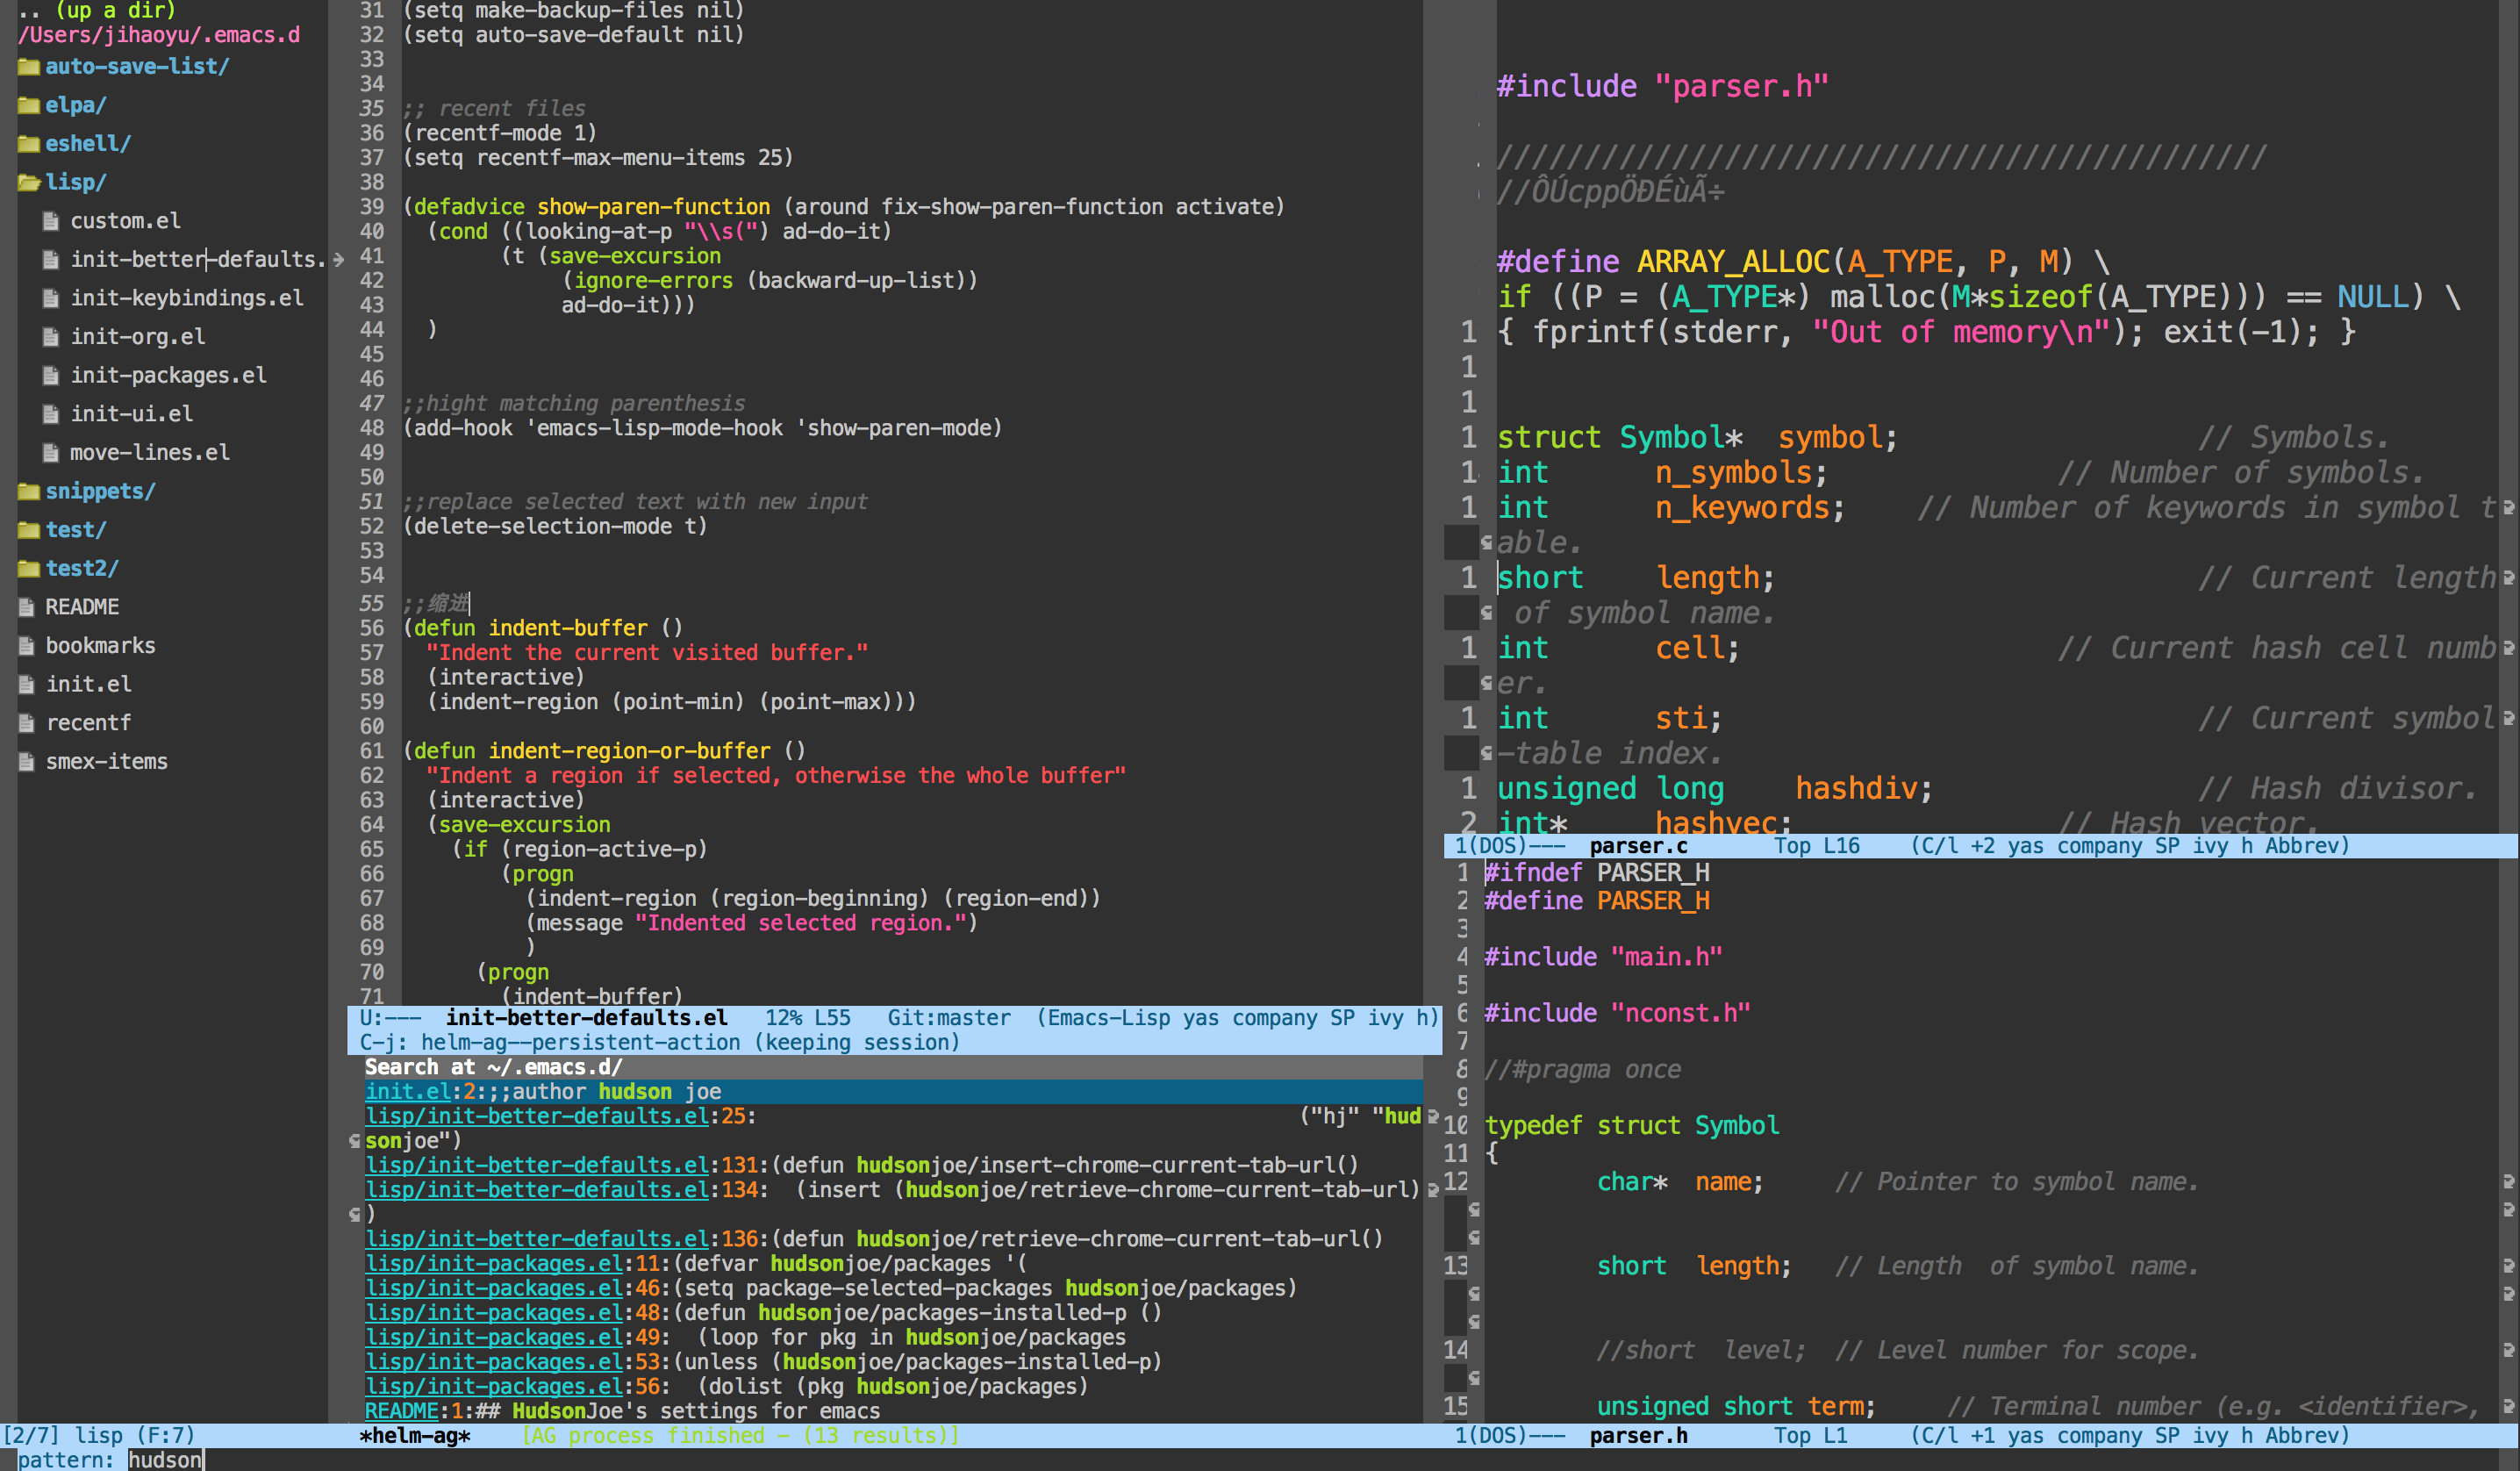 .. (up a dir)
/Users/jihaoyu/.emacs.d
auto-save-list/
elpa/
eshell/
lisp/
custom.el
init-better-defaults.
init-keybindings.el
init-org.el
init-packages.el
init-ui.el
move-lines.el
snippets/
test/
test2/
README
bookmarks
init.el
recentf
smex-items
[2/7] lisp (F:7)
31 (setq make-backup-files nil)
32 (setq auto-save-default nil)
33
34
35 ;; recent files
36 (recentf-mode 1)
37 (setq recentf-max-menu-items 25)
38
39 (defadvice show-paren-function (around fix-show-paren-function activate)
40   (cond ((looking-at-p "\\s(") ad-do-it)
41         (t (save-excursion
42              (ignore-errors (backward-up-list))
43              ad-do-it)))
44   )
45
46
47 ;;hight matching parenthesis
48 (add-hook 'emacs-lisp-mode-hook 'show-paren-mode)
49
50
51 ;;replace selected text with new input
52 (delete-selection-mode t)
53
54
55 ;;缩进
56 (defun indent-buffer ()
57   "Indent the current visited buffer."
58   (interactive)
59   (indent-region (point-min) (point-max)))
60
61 (defun indent-region-or-buffer ()
62   "Indent a region if selected, otherwise the whole buffer"
63   (interactive)
64   (save-excursion
65     (if (region-active-p)
66         (progn
67           (indent-region (region-beginning) (region-end))
68           (message "Indented selected region.")
69           )
70       (progn
71         (indent-buffer)
U:---  init-better-defaults.el   12% L55   Git:master  (Emacs-Lisp yas company SP ivy h)
C-j: helm-ag--persistent-action (keeping session)
Search at ~/.emacs.d/
init.el:2:;;author hudson joe
lisp/init-better-defaults.el:25: ("hj" "hud
sonjoe")
lisp/init-better-defaults.el:131:(defun hudsonjoe/insert-chrome-current-tab-url()
lisp/init-better-defaults.el:134:  (insert (hudsonjoe/retrieve-chrome-current-tab-url)
)
lisp/init-better-defaults.el:136:(defun hudsonjoe/retrieve-chrome-current-tab-url()
lisp/init-packages.el:11:(defvar hudsonjoe/packages '(
lisp/init-packages.el:46:(setq package-selected-packages hudsonjoe/packages)
lisp/init-packages.el:48:(defun hudsonjoe/packages-installed-p ()
lisp/init-packages.el:49:  (loop for pkg in hudsonjoe/packages
lisp/init-packages.el:53:(unless (hudsonjoe/packages-installed-p)
lisp/init-packages.el:56:  (dolist (pkg hudsonjoe/packages)
README:1:## HudsonJoe's settings for emacs
*helm-ag*    [AG process finished - (13 results)]
pattern: hudson
#include "parser.h"
////////////////////////////////////////////
//ÔÚcppÖÐÉùÃ÷
#define ARRAY_ALLOC(A_TYPE, P, M) \
if ((P = (A_TYPE*) malloc(M*sizeof(A_TYPE))) == NULL) \
1 { fprintf(stderr, "Out of memory\n"); exit(-1); }
1
1
1 struct Symbol*  symbol; // Symbols.
1 int      n_symbols; // Number of symbols.
1 int      n_keywords; // Number of keywords in symbol t
able.
1 short    length; // Current length
of symbol name.
1 int      cell; // Current hash cell numb
er.
1 int      sti; // Current symbol
-table index.
1 unsigned long    hashdiv; // Hash divisor.
2 int*     hashvec; // Hash vector.
1(DOS)---  parser.c       Top L16    (C/l +2 yas company SP ivy h Abbrev)
1 #ifndef PARSER_H
2 #define PARSER_H
3
4 #include "main.h"
5
6 #include "nconst.h"
7
8 //#pragma once
9
10 typedef struct Symbol
11 {
12         char*  name;     // Pointer to symbol name.
13         short  length;   // Length  of symbol name.
14         //short  level;  // Level number for scope.
15         unsigned short term;     // Terminal number (e.g. <identifier>,
1(DOS)---  parser.h       Top L1     (C/l +1 yas company SP ivy h Abbrev)